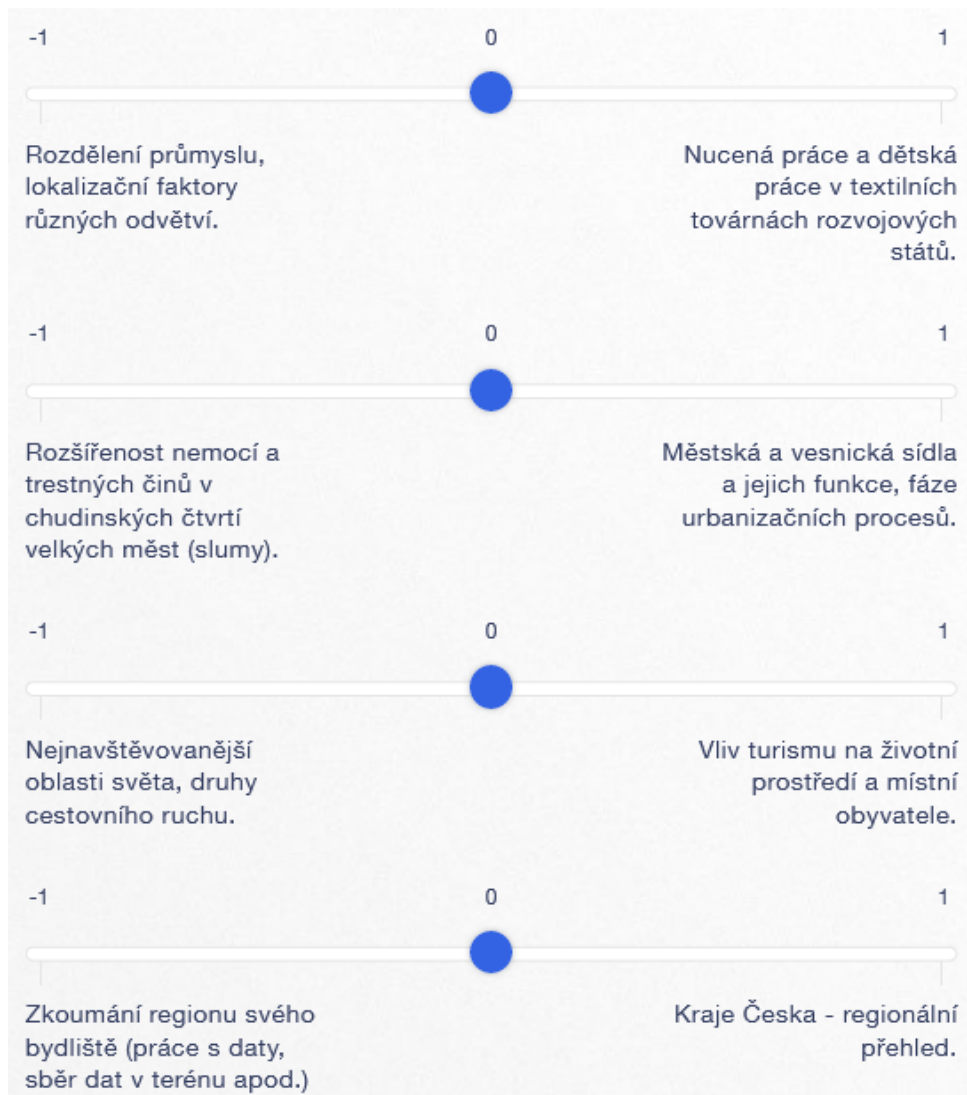 -1 0 1
Rozdělení průmyslu,
lokalizační faktory
různých odvětví.
Nucená práce a dětská
práce v textilních
továrnách rozvojových
států.
-1 0 1
Rozšířenost nemocí a
trestných činů v
chudinských čtvrtí
velkých měst (slumy).
Městská a vesnická sídla
a jejich funkce, fáze
urbanizačních procesů.
-1 0 1
Nejnavštěvovanější
oblasti světa, druhy
cestovního ruchu.
Vliv turismu na životní
prostředí a místní
obyvatele.
-1 0 1
Zkoumání regionu svého
bydliště (práce s daty,
sběr dat v terénu apod.)
Kraje Česka - regionální
přehled.